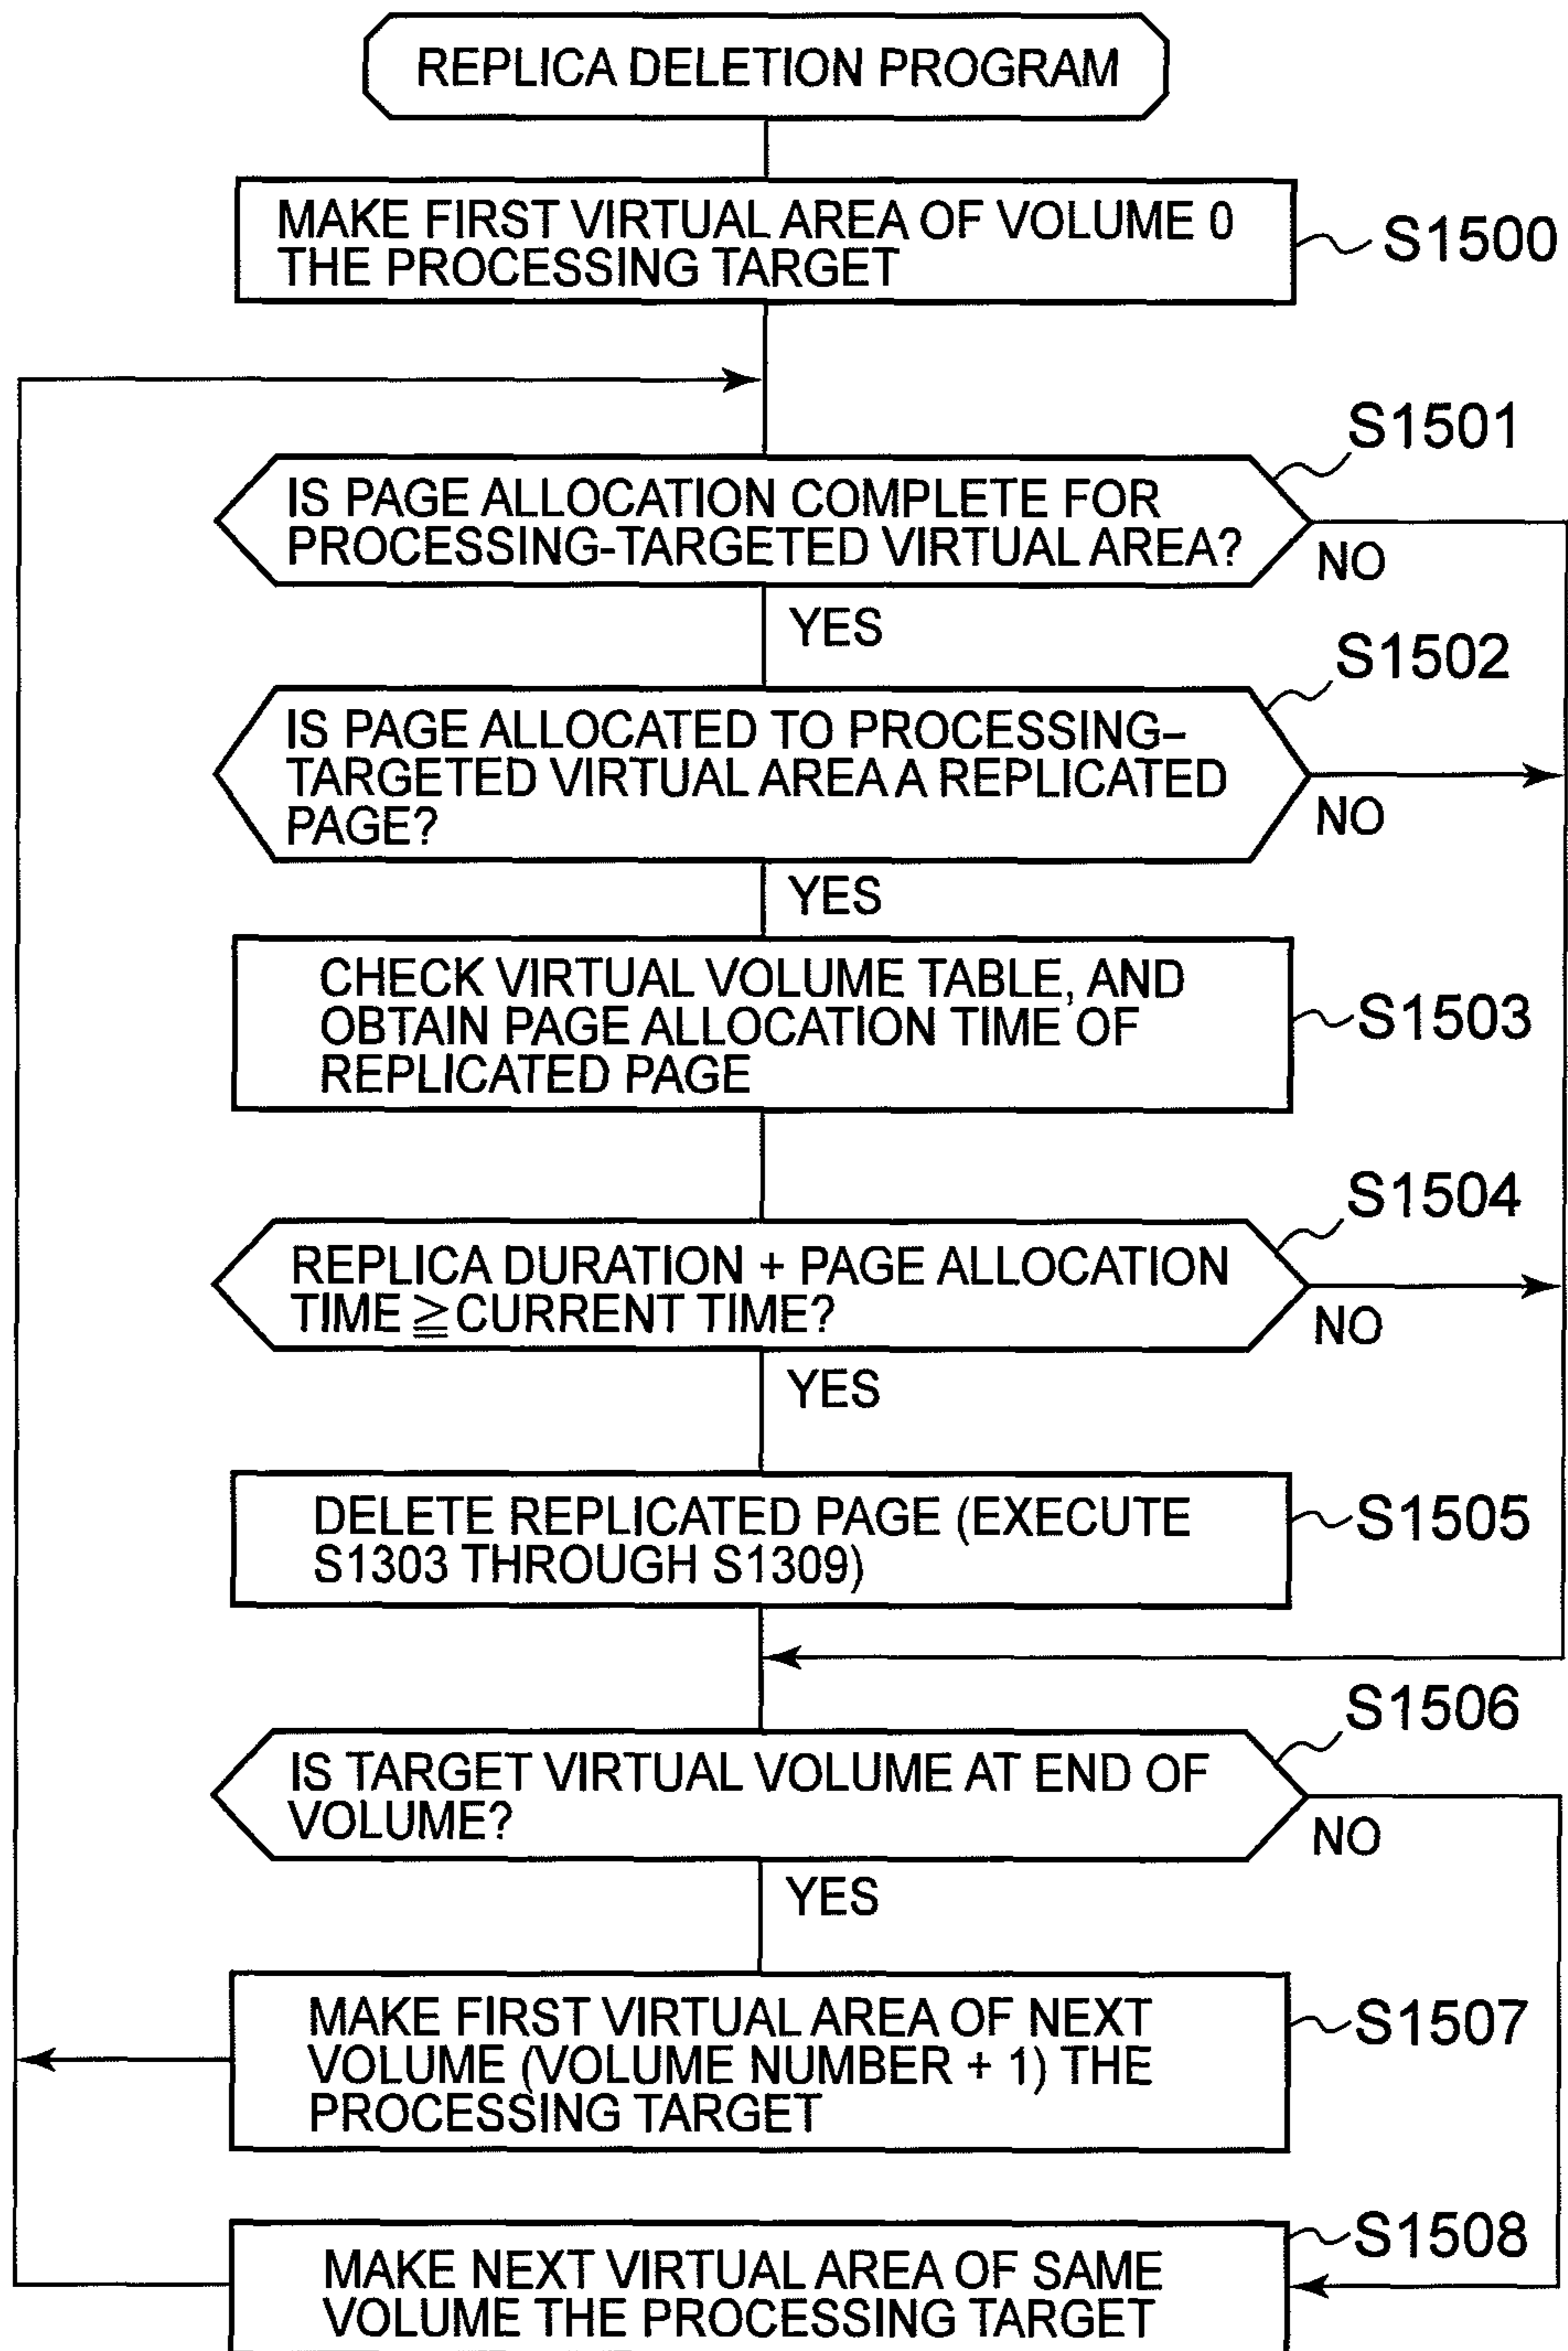 REPLICA DELETION PROGRAM
MAKE FIRST VIRTUAL AREA OF VOLUME 0
THE PROCESSING TARGET
S1500
S1501
IS PAGE ALLOCATION COMPLETE FOR
PROCESSING-TARGETED VIRTUAL AREA?
NO
YES
S1502
IS PAGE ALLOCATED TO PROCESSING-
TARGETED VIRTUAL AREA A REPLICATED
PAGE?
NO
YES
CHECK VIRTUAL VOLUME TABLE, AND
OBTAIN PAGE ALLOCATION TIME OF
REPLICATED PAGE
S1503
S1504
REPLICA DURATION + PAGE ALLOCATION
TIME ≧ CURRENT TIME?
NO
YES
DELETE REPLICATED PAGE (EXECUTE
S1303 THROUGH S1309)
S1505
S1506
IS TARGET VIRTUAL VOLUME AT END OF
VOLUME?
NO
YES
MAKE FIRST VIRTUAL AREA OF NEXT
VOLUME (VOLUME NUMBER + 1) THE
PROCESSING TARGET
S1507
S1508
MAKE NEXT VIRTUAL AREA OF SAME
VOLUME THE PROCESSING TARGET